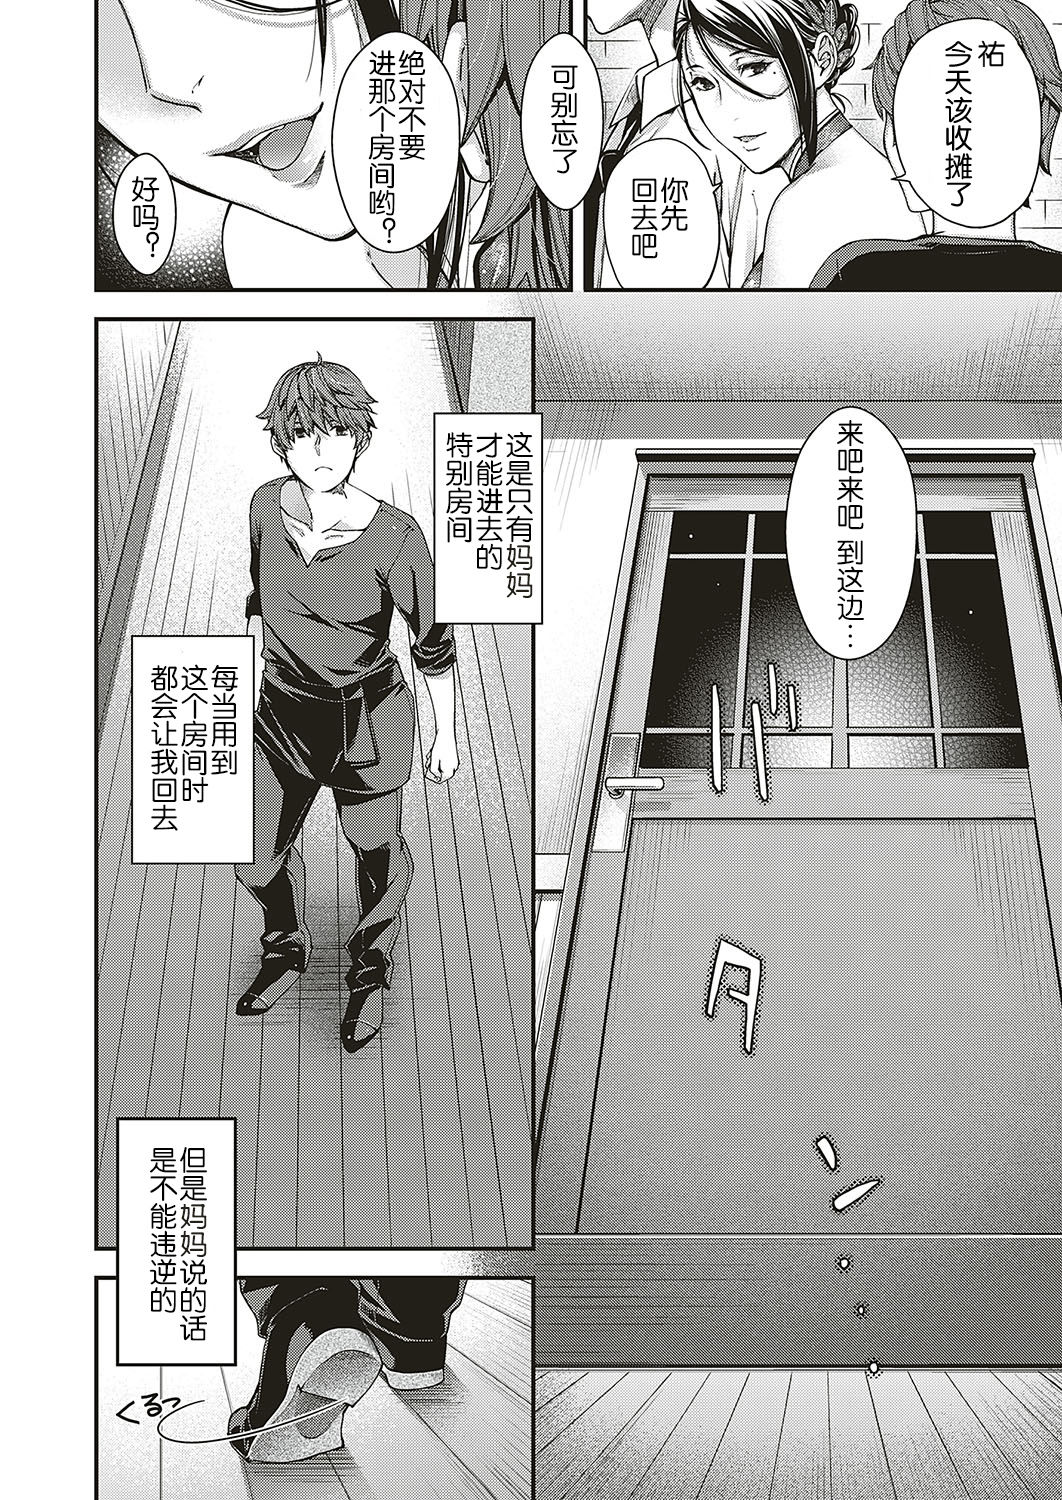 祐
今天该收摊了
你先
回去吧
可别忘了
绝对不要
进那个房间哟？
好吗？
来吧来吧 到这边…
バタン…
这是只有妈妈
才能进去的
特别房间
每当用到
这个房间时
都会让我回去
但是妈妈说的话
是不能违逆的
くるっ